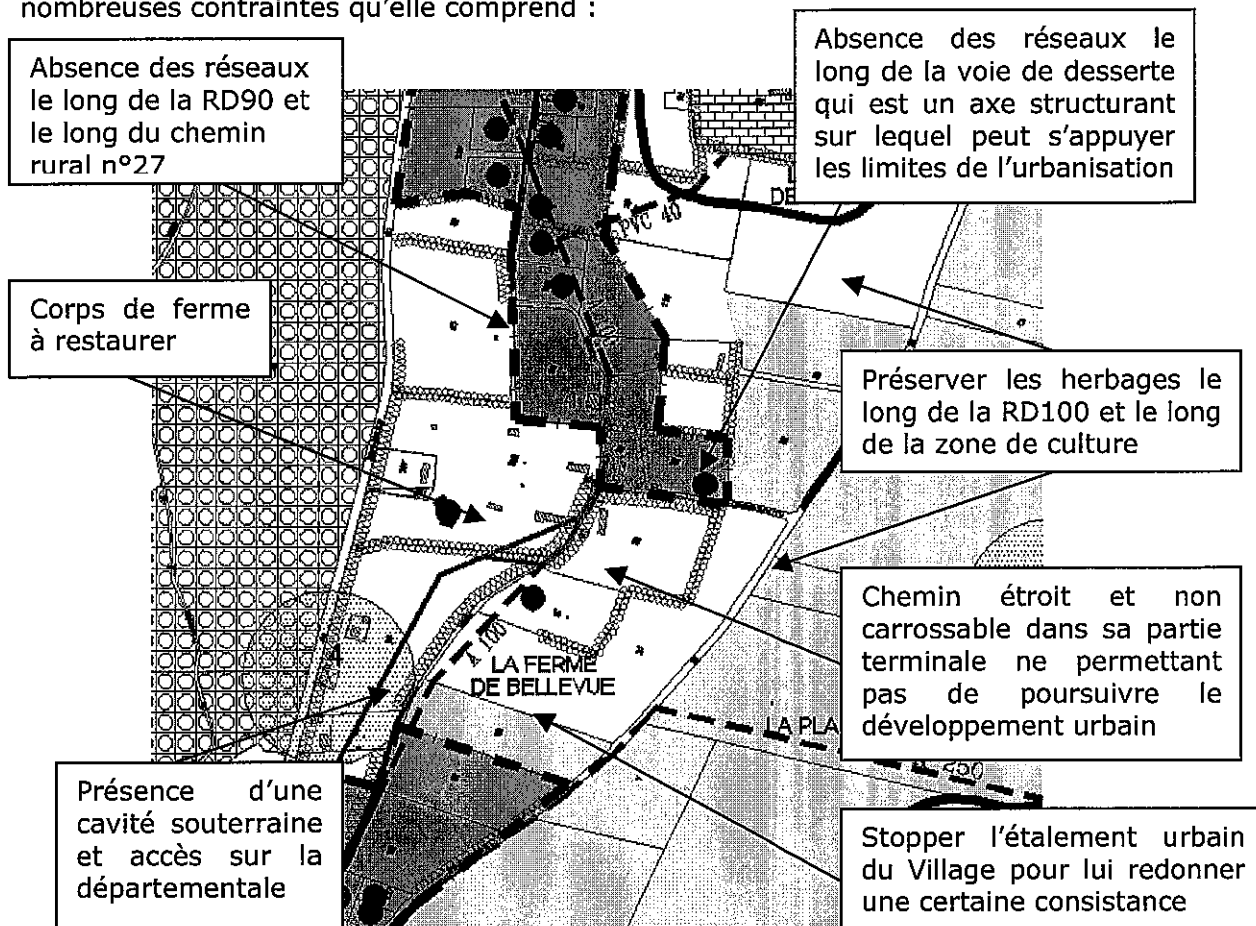 nombreuses contraintes qu'elle comprend :
Absence des réseaux
le long de la RD90 et
le long du chemin
rural n°27
Absence des réseaux le
long de la voie de desserte
qui est un axe structurant
sur lequel peut s'appuyer
les limites de l'urbanisation
DE
PVC 40
Corps de ferme
à restaurer
Préserver les herbages le
long de la RD100 et le long
de la zone de culture
Chemin étroit et non
carrossable dans sa partie
terminale ne permettant
pas de poursuivre le
développement urbain
A 100
LA FERME
DE BELLEVUE
LA PLA
250
Présence d'une
cavité souterraine
et accès sur la
départementale
Stopper l'étalement urbain
du Village pour lui redonner
une certaine consistance